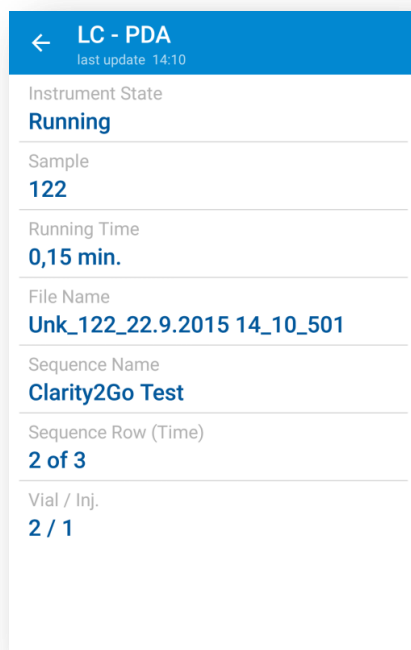 LC - PDA
last update 14:10
Instrument State
Running
Sample
122
Running Time
0,15 min.
File Name
Unk_122_22.9.2015 14_10_501
Sequence Name
Clarity2Go Test
Sequence Row (Time)
2 of 3
Vial / Inj.
2 / 1